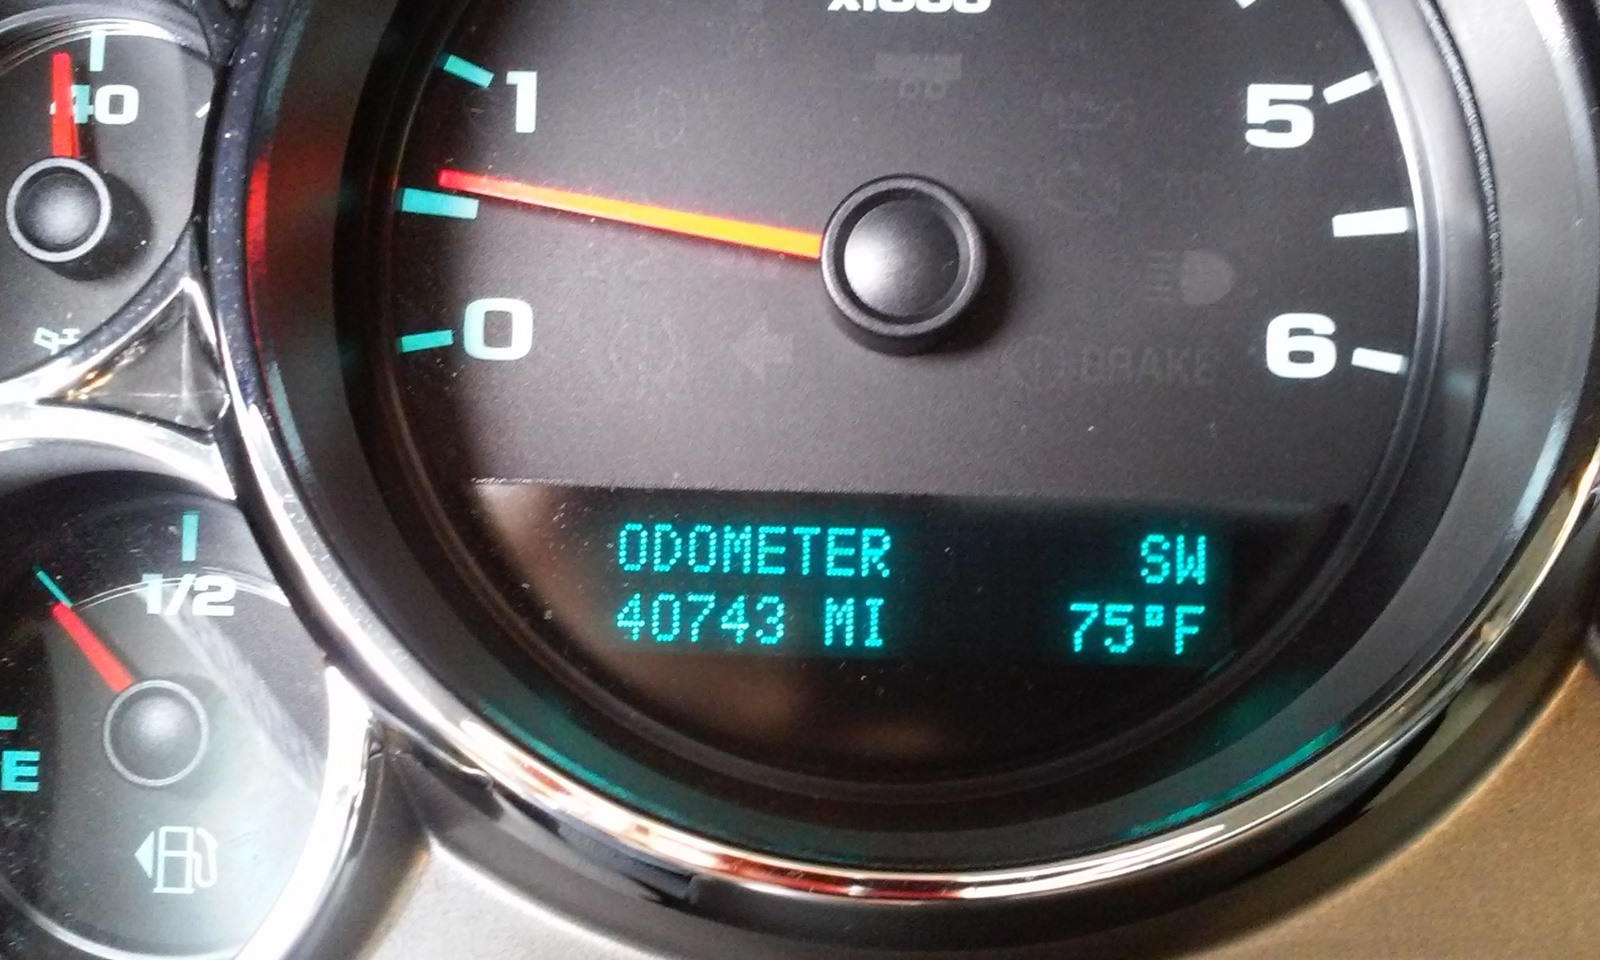 x1000
40
1
5
0
6
BRAKE
1/2
E
ODOMETER SW
40743 MI 75°F